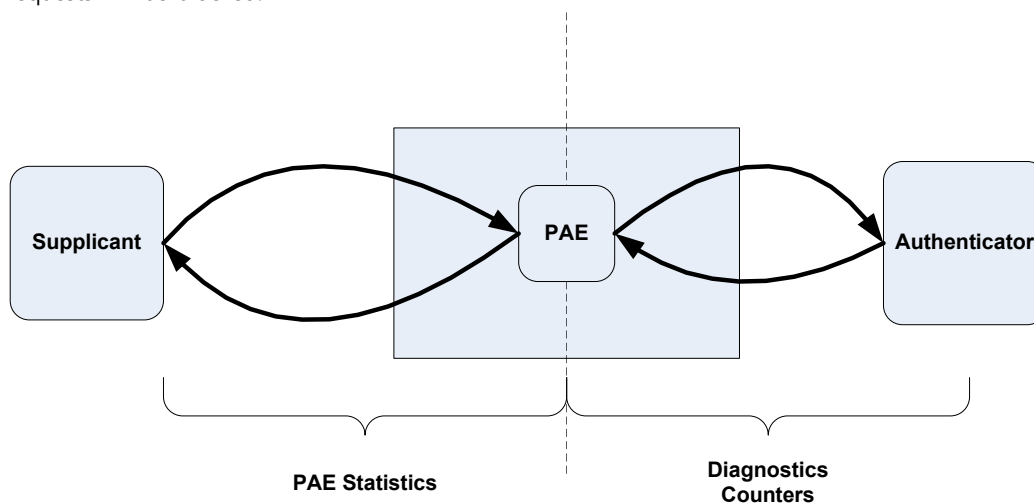 Supplicant
PAE
Authenticator
PAE Statistics
Diagnostics
Counters